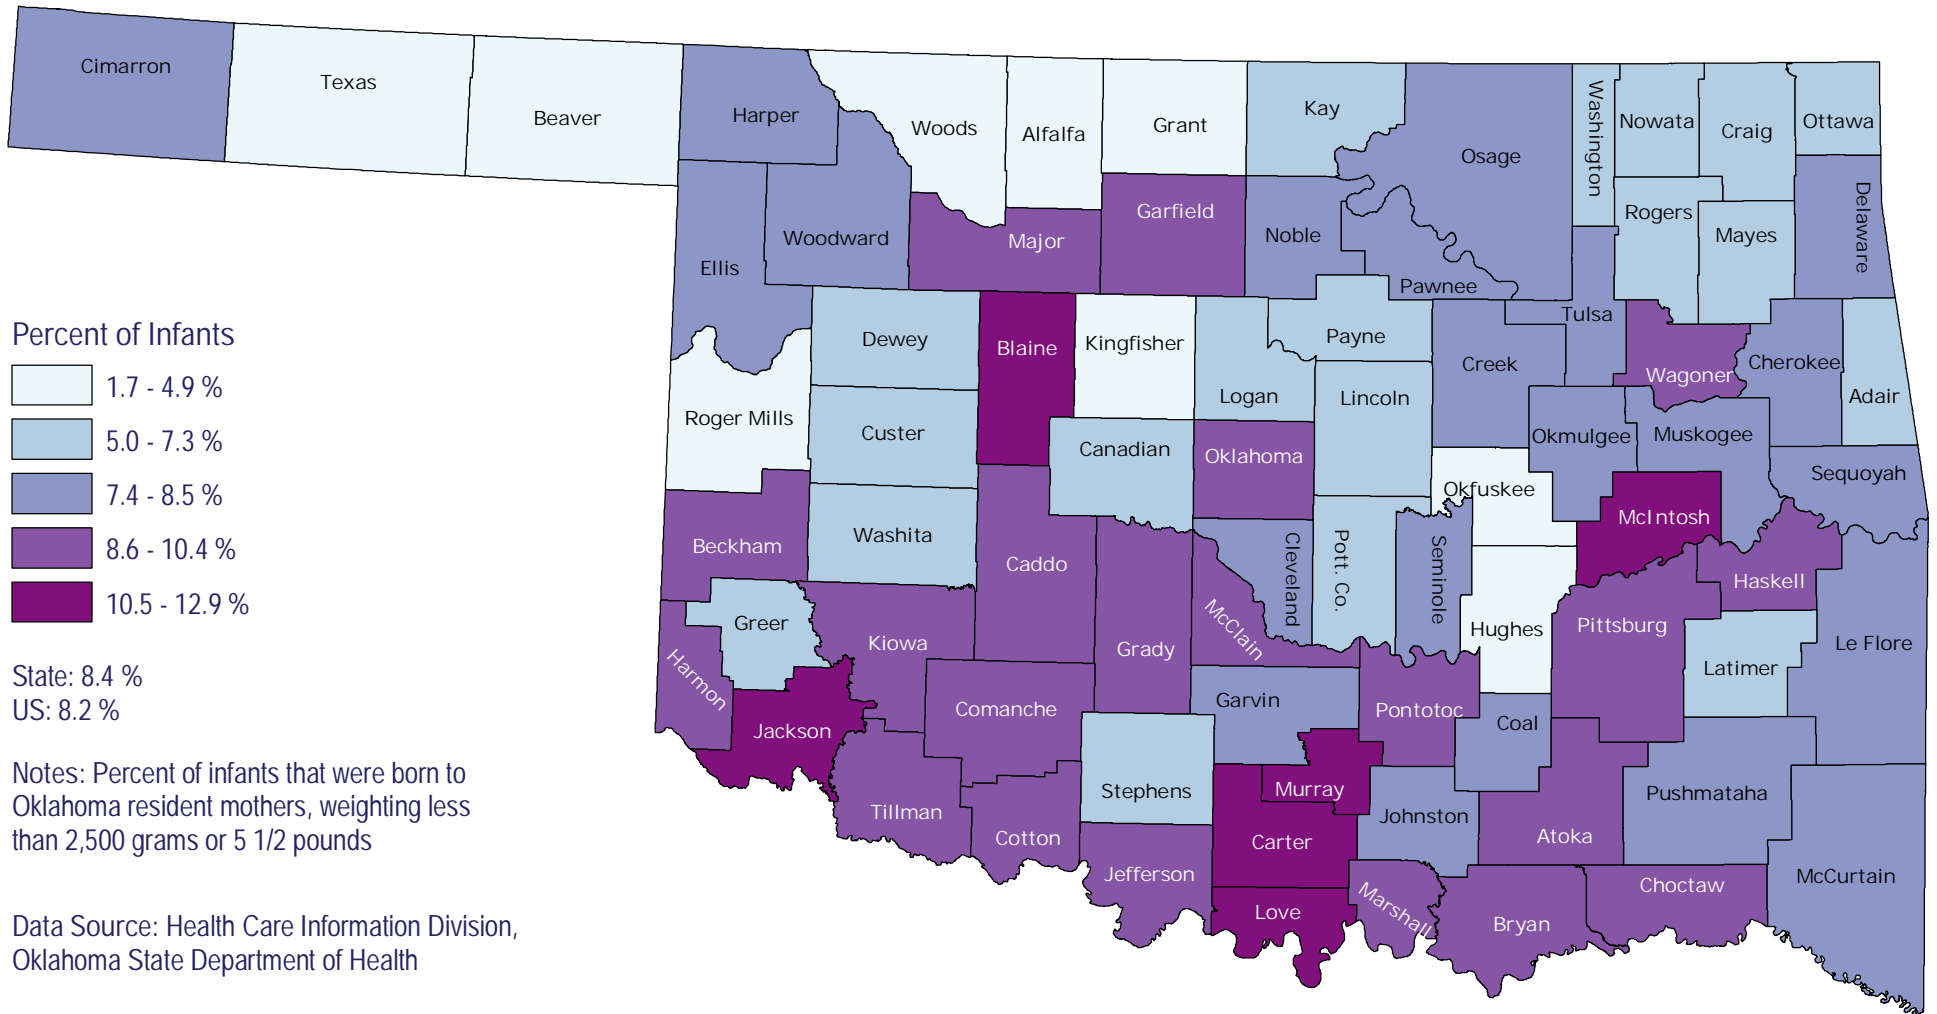 Cimarron
Texas
Beaver
Harper
Woods
Alfalfa
Grant
Kay
Osage
Washington
Nowata
Craig
Ottawa
Delaware
Ellis
Woodward
Major
Garfield
Noble
Pawnee
Rogers
Mayes
Dewey
Blaine
Kingfisher
Logan
Payne
Lincoln
Creek
Tulsa
Wagoner
Cherokee
Adair
Roger Mills
Custer
Canadian
Oklahoma
Okfuskee
Okmulgee
Muskogee
Sequoyah
Beckham
Washita
Caddo
Grady
McClain
Cleveland
Pott. Co.
Seminole
Hughes
McIntosh
Pittsburg
Haskell
Latimer
Le Flore
Harmon
Greer
Kiowa
Jackson
Comanche
Tillman
Cotton
Stephens
Garvin
Murray
Pontotoc
Coal
Johnston
Atoka
Pushmataha
McCurtain
Jefferson
Carter
Love
Marshall
Bryan
Choctaw
Percent of Infants
1.7 - 4.9 %
5.0 - 7.3 %
7.4 - 8.5 %
8.6 - 10.4 %
10.5 - 12.9 %
State: 8.4 %
US: 8.2 %
Notes: Percent of infants that were born to
Oklahoma resident mothers, weighting less
than 2,500 grams or 5 1/2 pounds
Data Source: Health Care Information Division,
Oklahoma State Department of Health